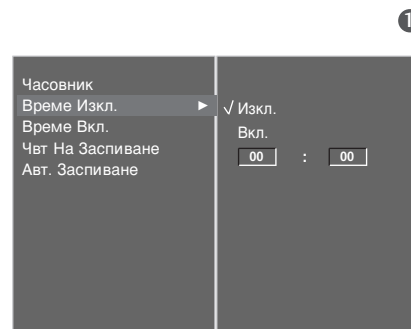 1
Часовник
Време Изкл. ►
Време Вкл.
Чвт На Заспиване
Авт. Заспиване
√ Изкл.
Вкл.
00 : 00